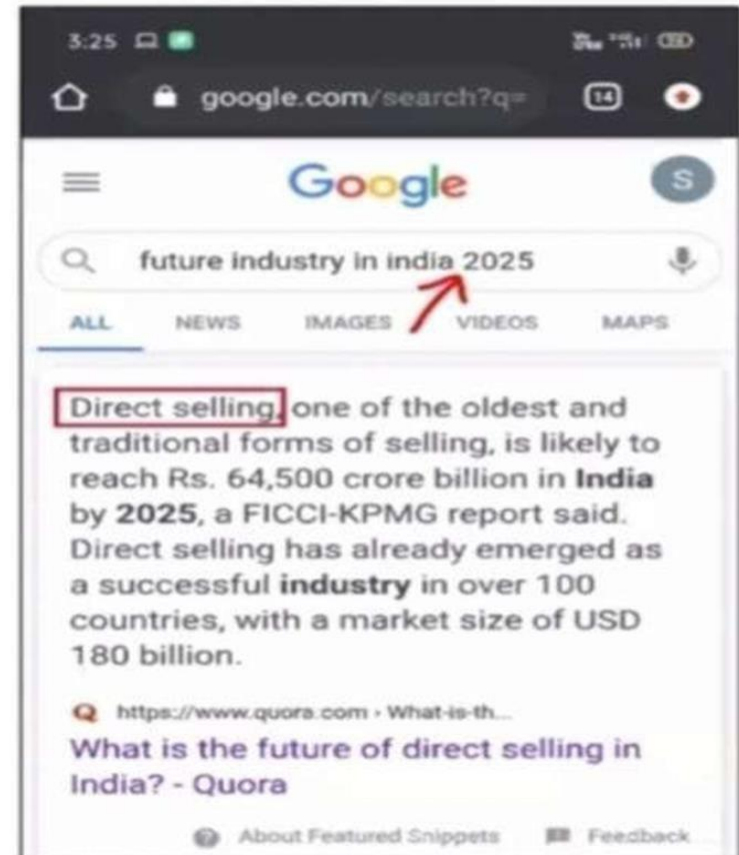 3:25
google.com/search?q=
14
Google
S
future industry in india 2025
ALL NEWS IMAGES VIDEOS MAPS
Direct selling, one of the oldest and
traditional forms of selling, is likely to
reach Rs. 64,500 crore billion in India
by 2025, a FICCI-KPMG report said.
Direct selling has already emerged as
a successful industry in over 100
countries, with a market size of USD
180 billion.
https://www.quora.com › What-is-th...
What is the future of direct selling in
India? - Quora
About Featured Snippets Feedback